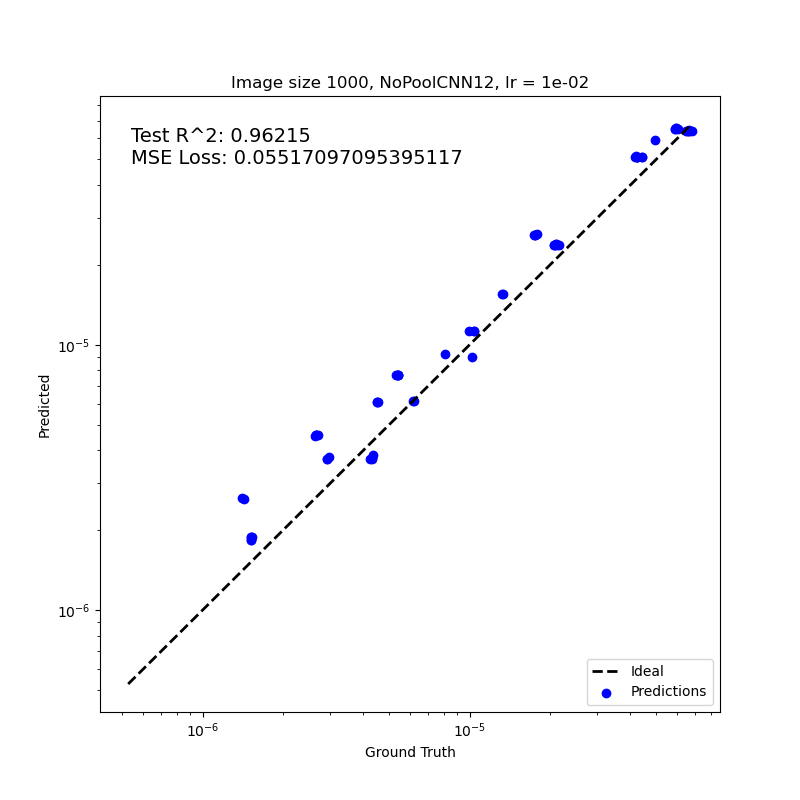 Image size 1000, NoPoolCNN12, lr = 1e-02
Test R^2: 0.96215
MSE Loss: 0.05517097095395117
10⁻⁵
Predicted
10⁻⁶
Ideal
Predictions
10⁻⁶
10⁻⁵
Ground Truth